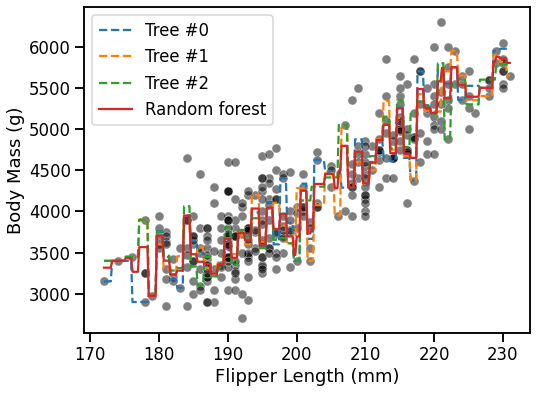 Tree #0
Tree #1
Tree #2
Random forest
6000
5500
5000
4500
4000
3500
3000
Body Mass (g)
170 180 190 200 210 220 230
Flipper Length (mm)